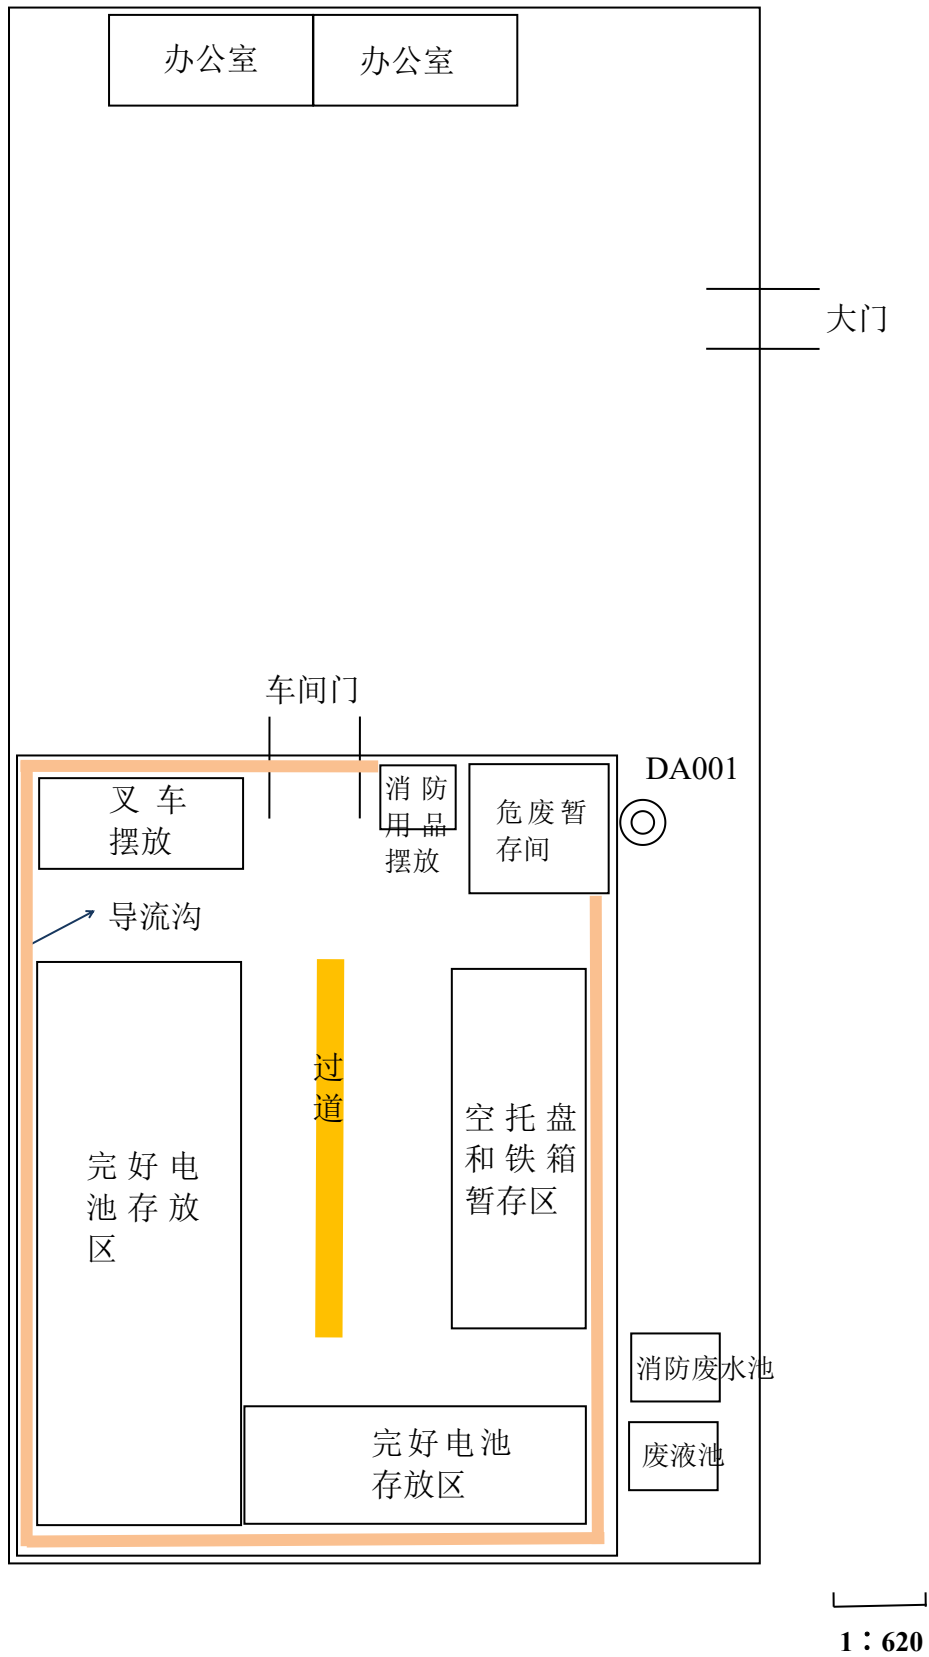 办公室
办公室
大门
车间门
DA001
叉车
摆放
消防
用品
摆放
危废暂
存间
导流沟
过
道
空托盘
和铁箱
暂存区
完好电
池存放
区
消防废水池
完好电池
存放区
废液池
1：620